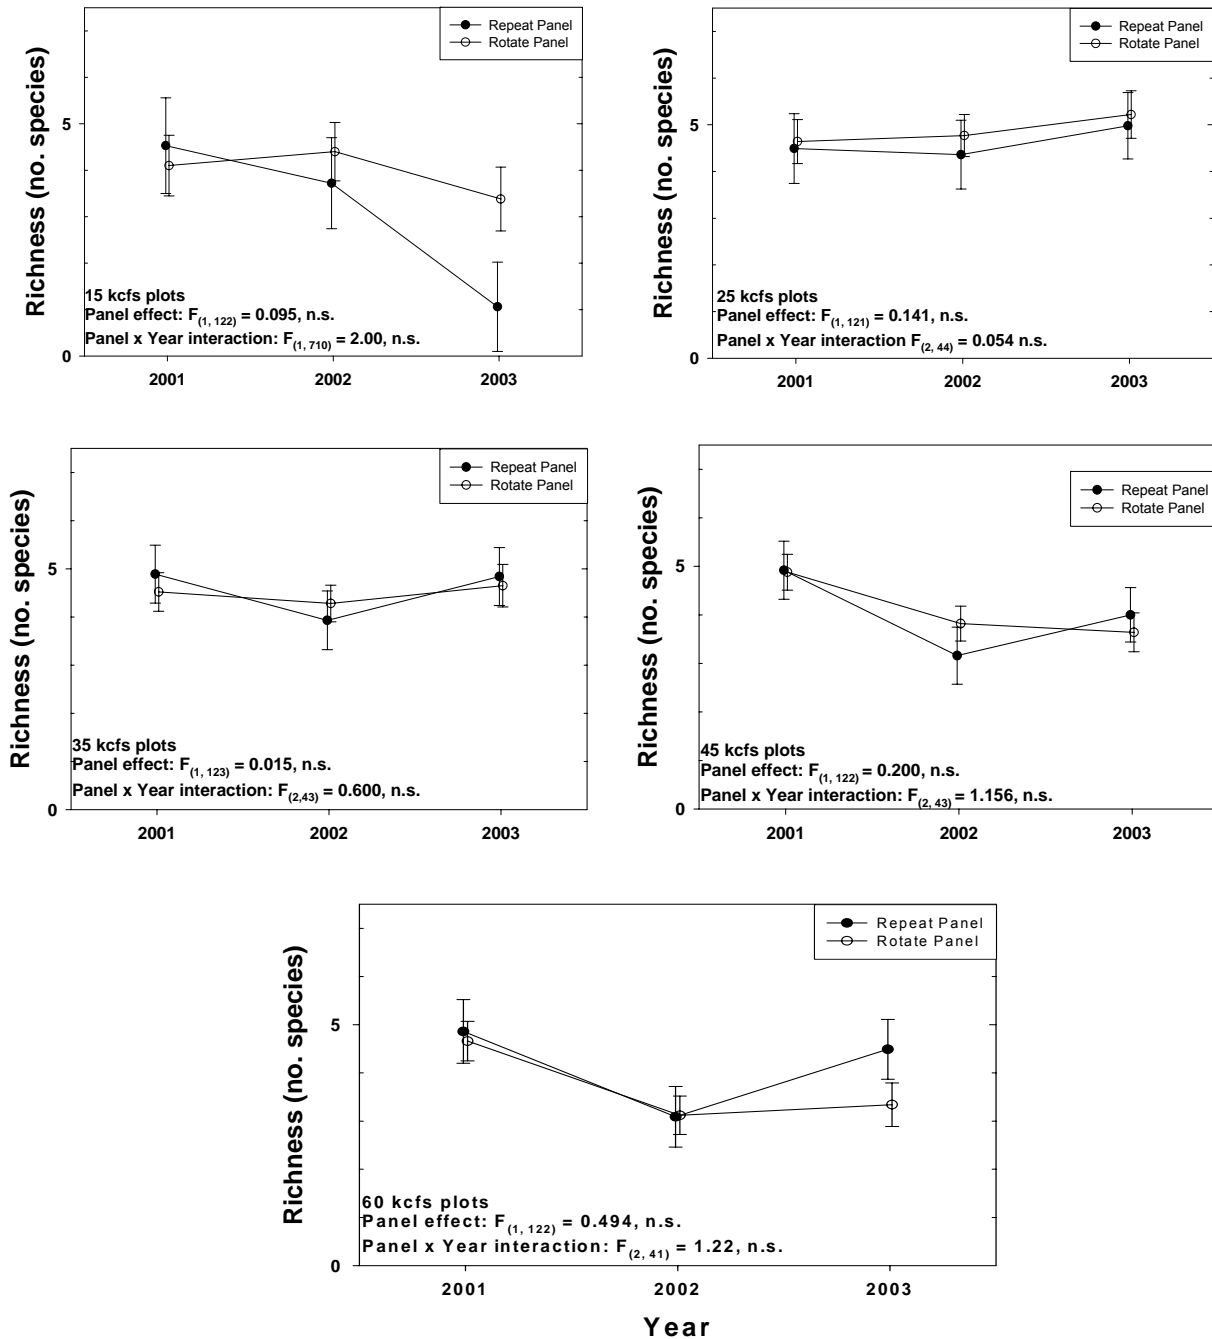 Repeat Panel
Rotate Panel
Richness (no. species)
5
0
15 kcfs plots
Panel effect: F(1, 122) = 0.095, n.s.
Panel x Year interaction: F(1, 710) = 2.00, n.s.
2001 2002 2003
Repeat Panel
Rotate Panel
Richness (no. species)
5
0
25 kcfs plots
Panel effect: F(1, 121) = 0.141, n.s.
Panel x Year interaction F(2, 44) = 0.054 n.s.
2001 2002 2003
Repeat Panel
Rotate Panel
Richness (no. species)
5
0
35 kcfs plots
Panel effect: F(1, 123) = 0.015, n.s.
Panel x Year interaction: F(2,43) = 0.600, n.s.
2001 2002 2003
Repeat Panel
Rotate Panel
Richness (no. species)
5
0
45 kcfs plots
Panel effect: F(1, 122) = 0.200, n.s.
Panel x Year interaction: F(2, 43) = 1.156, n.s.
2001 2002 2003
Repeat Panel
Rotate Panel
Richness (no. species)
5
0
60 kcfs plots
Panel effect: F(1, 122) = 0.494, n.s.
Panel x Year interaction: F(2, 41) = 1.22, n.s.
2001 2002 2003
Year